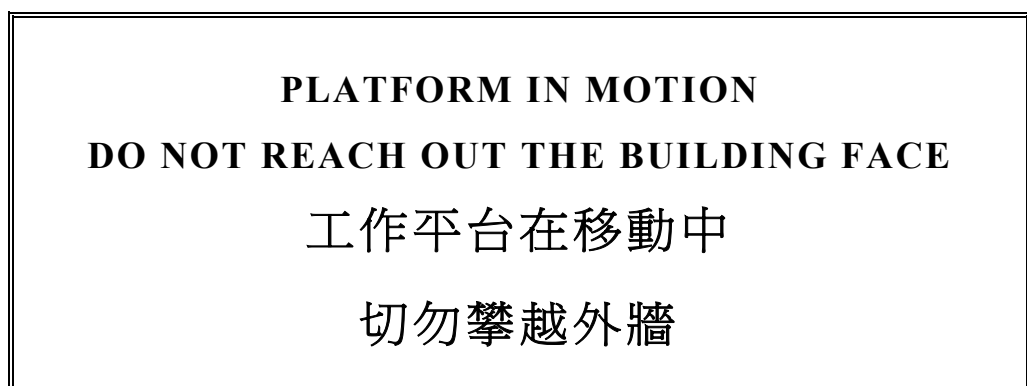 PLATFORM IN MOTION
DO NOT REACH OUT THE BUILDING FACE
工作平台在移動中
切勿攀越外牆